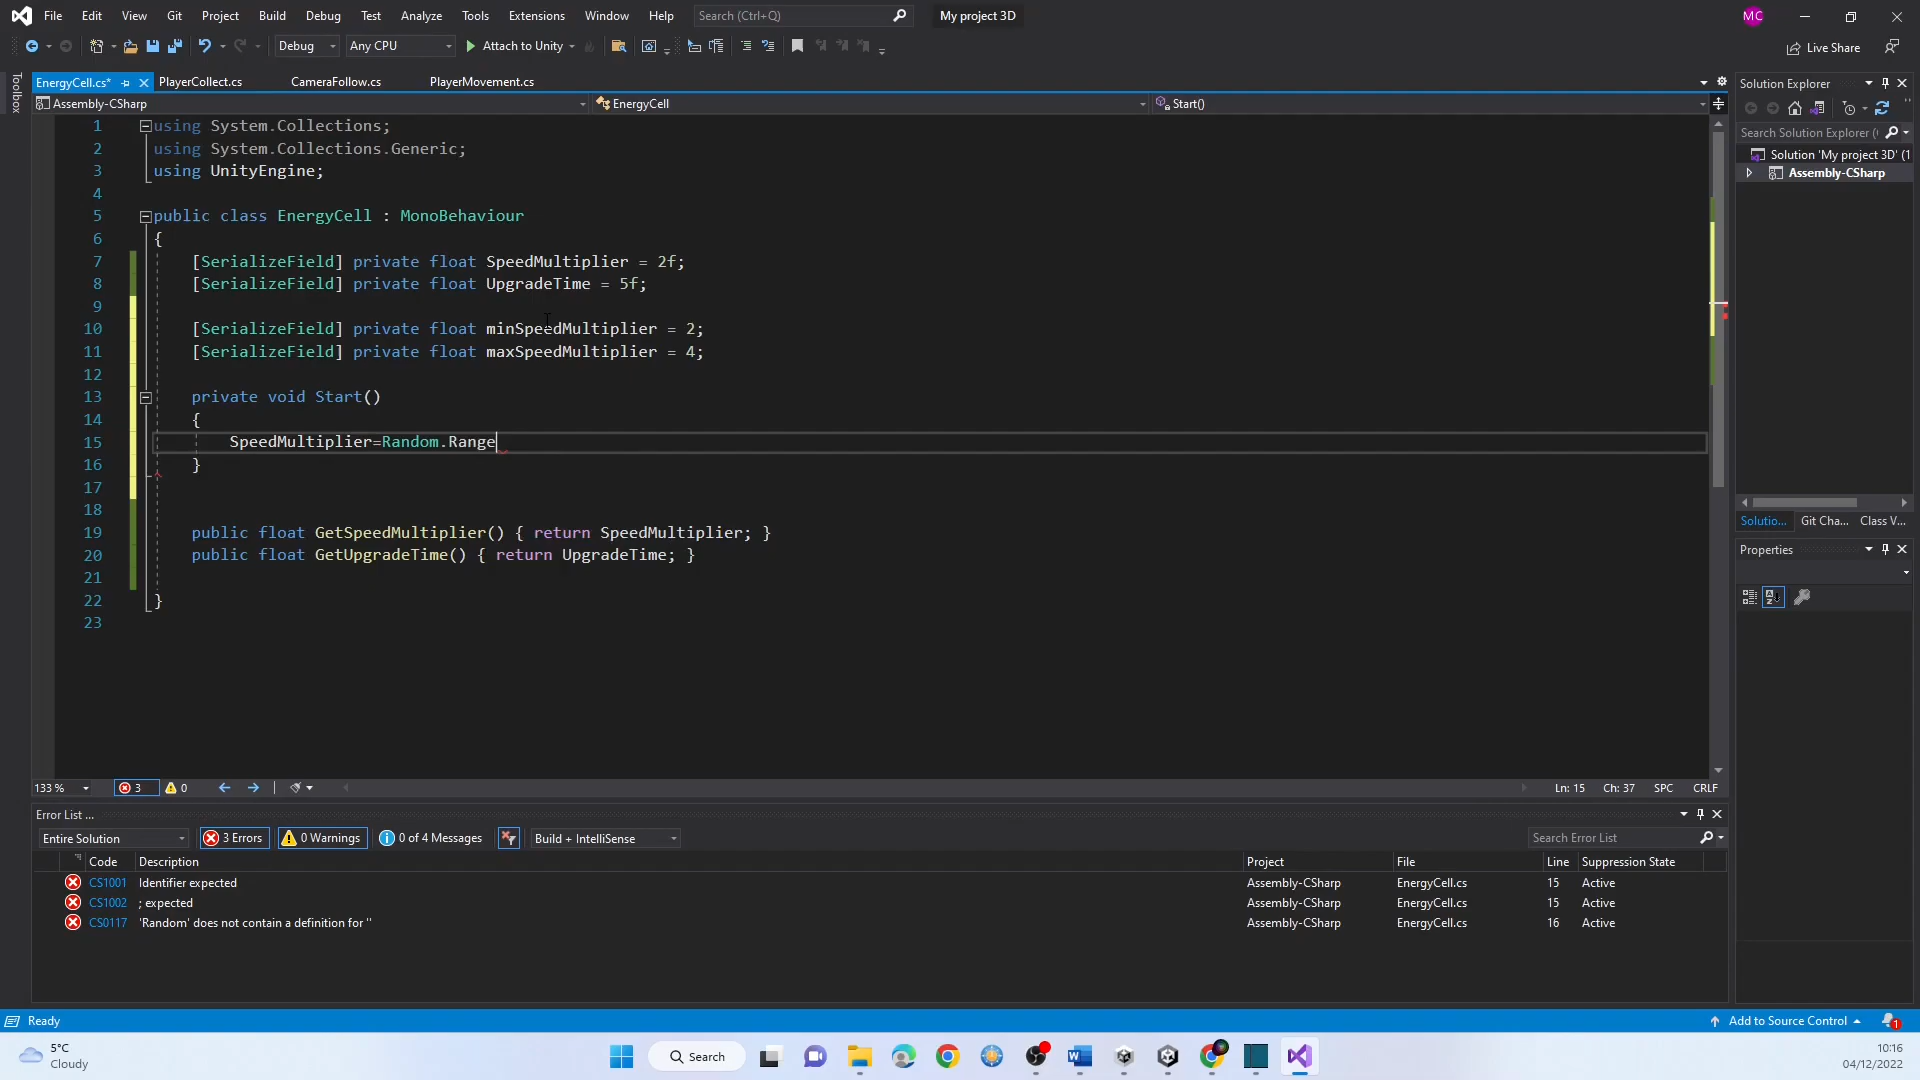 File Edit View Git Project Build Debug Test Analyze Tools Extensions Window Help Search (Ctrl+Q) My project 3D MC
Debug Any CPU Attach to Unity Live Share
Toolbox
EnergyCell.cs* PlayerCollect.cs CameraFollow.cs PlayerMovement.cs
Assembly-CSharp EnergyCell Start()
1 using System.Collections;
2 using System.Collections.Generic;
3 using UnityEngine;
4
5 public class EnergyCell : MonoBehaviour
6 {
7 [SerializeField] private float SpeedMultiplier = 2f;
8 [SerializeField] private float UpgradeTime = 5f;
9
10 [SerializeField] private float minSpeedMultiplier = 2;
11 [SerializeField] private float maxSpeedMultiplier = 4;
12
13 private void Start()
14 {
15 SpeedMultiplier=Random.Range
16 }
17
18
19 public float GetSpeedMultiplier() { return SpeedMultiplier; }
20 public float GetUpgradeTime() { return UpgradeTime; }
21
22 }
23
133 % 3 0 Ln: 15 Ch: 37 SPC CRLF
Error List ...
Entire Solution 3 Errors 0 Warnings 0 of 4 Messages Build + IntelliSense Search Error List
Code Description Project File Line Suppression State
CS1001 Identifier expected Assembly-CSharp EnergyCell.cs 15 Active
CS1002 ; expected Assembly-CSharp EnergyCell.cs 15 Active
CS0117 'Random' does not contain a definition for '' Assembly-CSharp EnergyCell.cs 16 Active
Solution Explorer
Search Solution Explorer (
Solution 'My project 3D' (1
Assembly-CSharp
Solutio... Git Cha... Class V...
Properties
Ready Add to Source Control 1
5°C
Cloudy
Search
10:16
04/12/2022